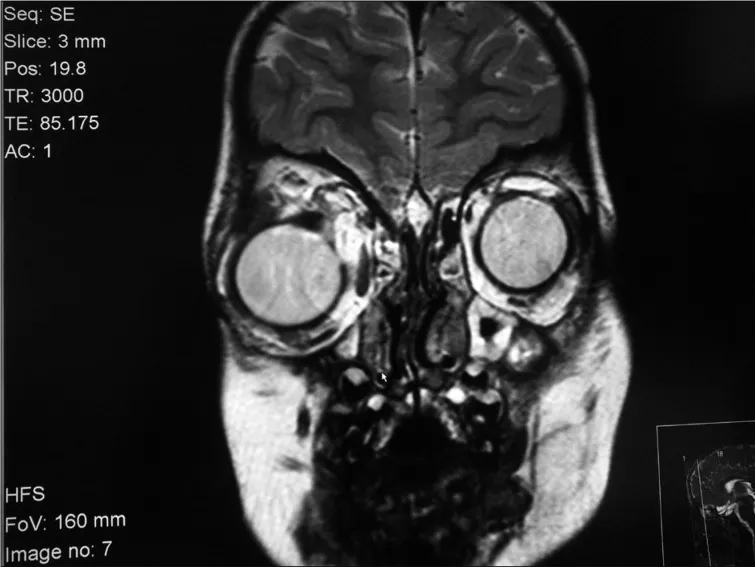 Seq: SE
Slice: 3 mm
Pos: 19.8
TR: 3000
TE: 85.175
AC: 1
HFS
FoV: 160 mm
Image no: 7